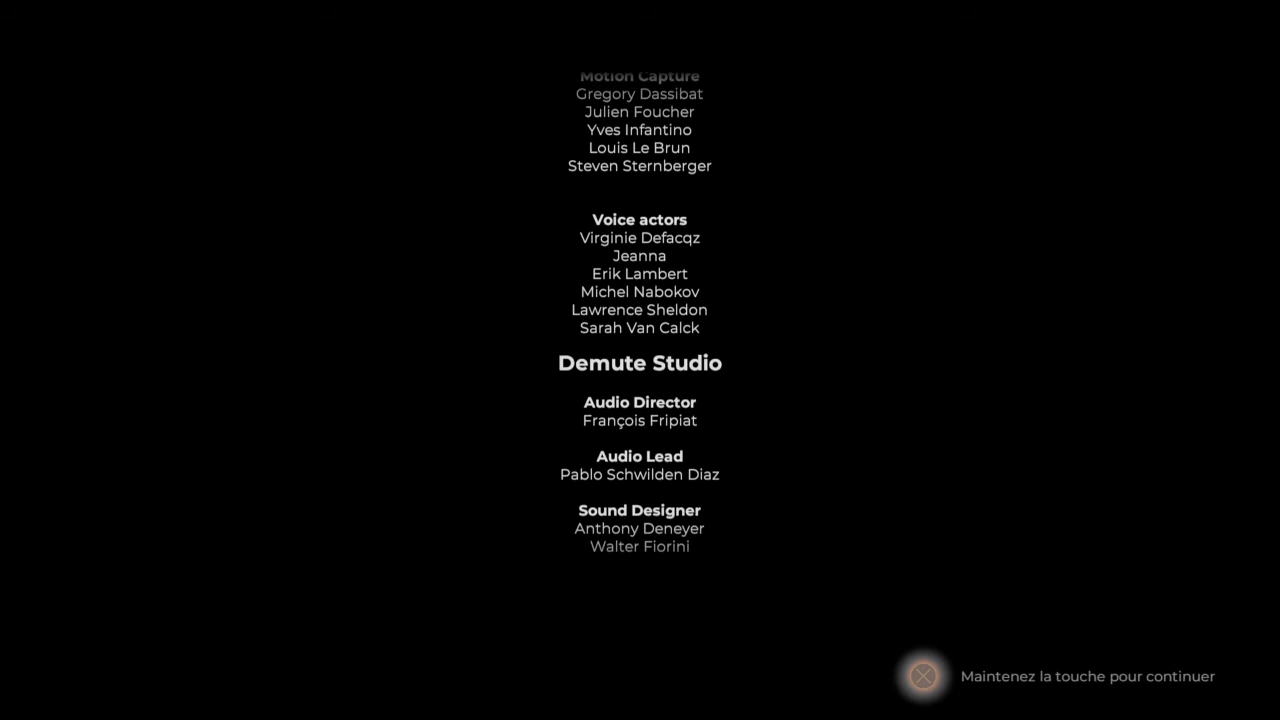 Motion Capture
Gregory Dassibat
Julien Foucher
Yves Infantino
Louis Le Brun
Steven Sternberger
Voice actors
Virginie Defacqz
Jeanna
Erik Lambert
Michel Nabokov
Lawrence Sheldon
Sarah Van Calck
Demute Studio
Audio Director
François Fripiat
Audio Lead
Pablo Schwilden Diaz
Sound Designer
Anthony Deneyer
Walter Fiorini
Maintenez la touche pour continuer